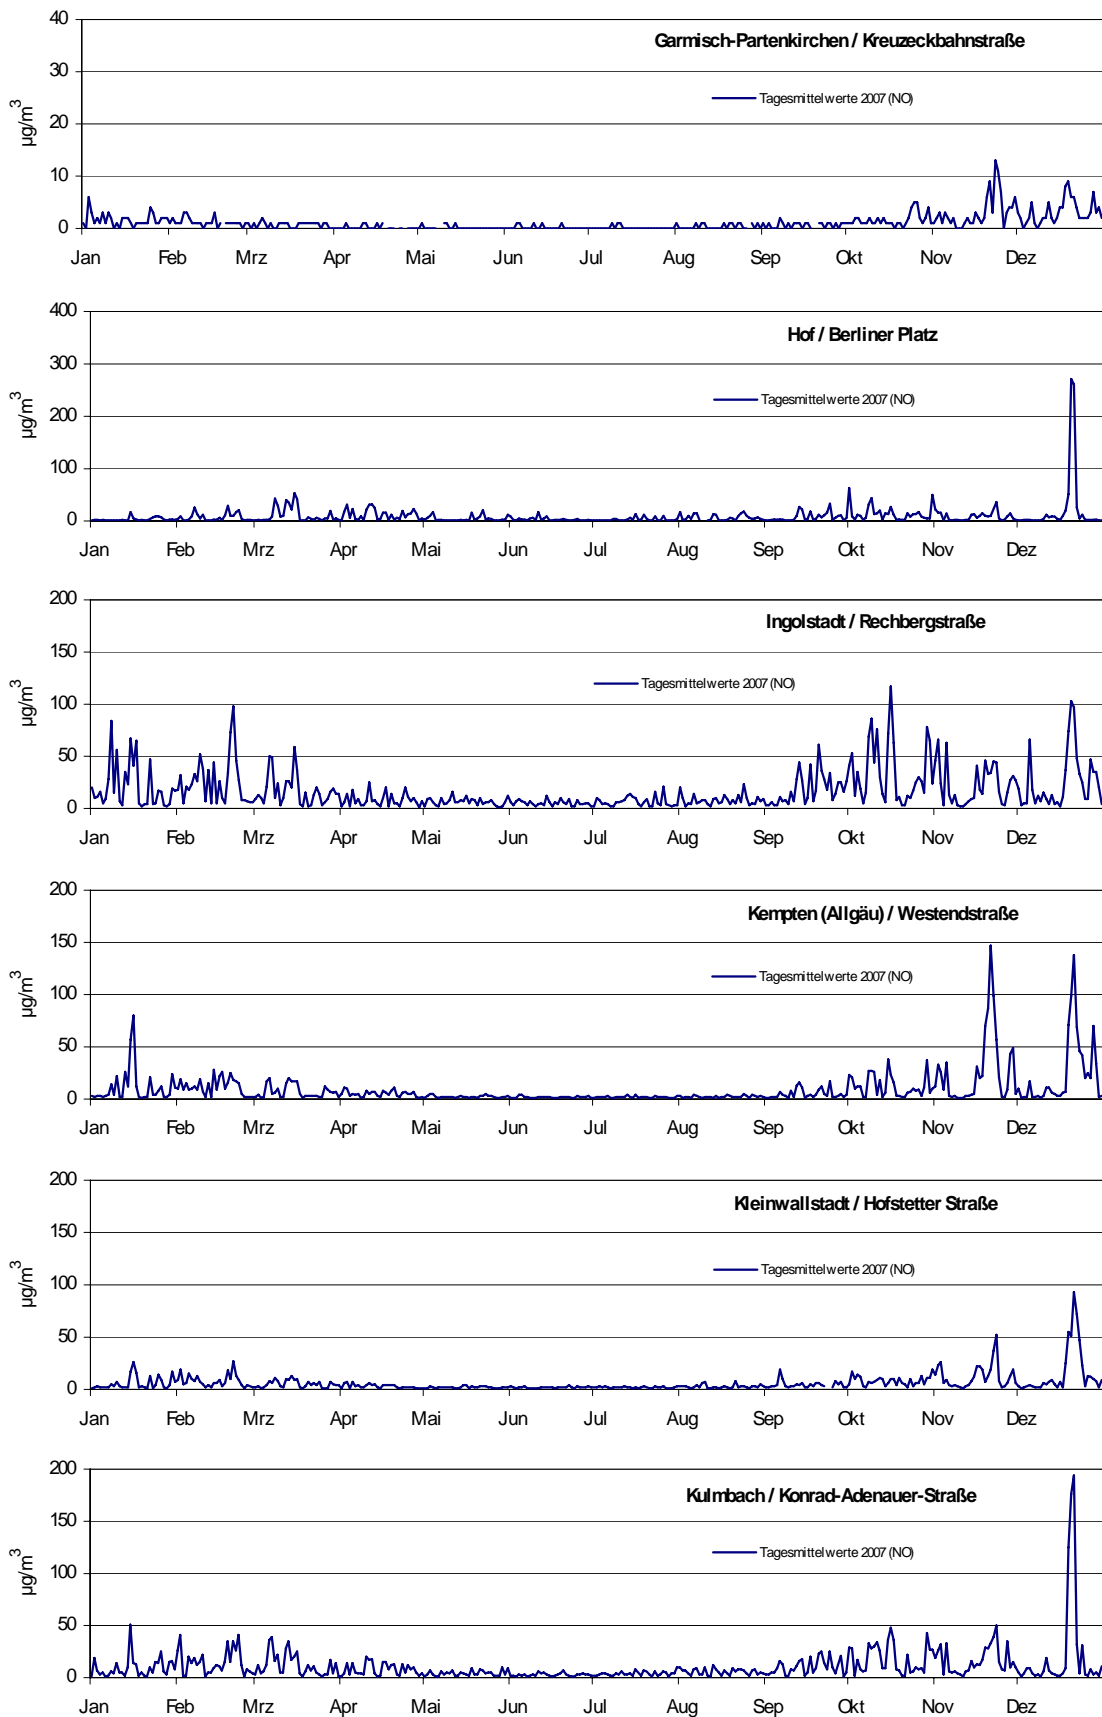 40
Garmisch-Partenkirchen / Kreuzeckbahnstraße
30
Tagesmittelwerte 2007 (NO)
µg/m³
20
10
0
Jan Feb Mrz Apr Mai Jun Jul Aug Sep Okt Nov Dez
400
Hof / Berliner Platz
300
Tagesmittelwerte 2007 (NO)
µg/m³
200
100
0
Jan Feb Mrz Apr Mai Jun Jul Aug Sep Okt Nov Dez
200
Ingolstadt / Rechbergstraße
150
Tagesmittelwerte 2007 (NO)
µg/m³
100
50
0
Jan Feb Mrz Apr Mai Jun Jul Aug Sep Okt Nov Dez
200
Kempten (Allgäu) / Westendstraße
150
Tagesmittelwerte 2007 (NO)
µg/m³
100
50
0
Jan Feb Mrz Apr Mai Jun Jul Aug Sep Okt Nov Dez
200
Kleinwallstadt / Hofstetter Straße
150
Tagesmittelwerte 2007 (NO)
µg/m³
100
50
0
Jan Feb Mrz Apr Mai Jun Jul Aug Sep Okt Nov Dez
200
Kulmbach / Konrad-Adenauer-Straße
150
Tagesmittelwerte 2007 (NO)
µg/m³
100
50
0
Jan Feb Mrz Apr Mai Jun Jul Aug Sep Okt Nov Dez